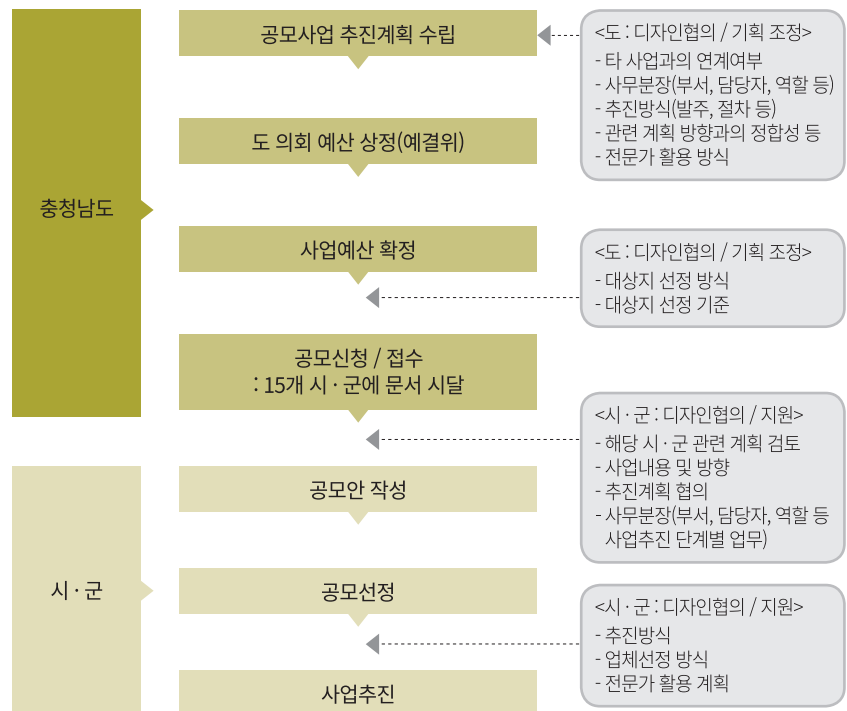 충청남도
공모사업 추진계획 수립
도 의회 예산 상정(예결위)
사업예산 확정
공모신청 / 접수
: 15개 시 · 군에 문서 시달
시 · 군
공모안 작성
공모선정
사업추진
<도 : 디자인협의 / 기획 조정>
- 타 사업과의 연계여부
- 사무분장(부서, 담당자, 역할 등)
- 추진방식(발주, 절차 등)
- 관련 계획 방향과의 정합성 등
- 전문가 활용 방식
<도 : 디자인협의 / 기획 조정>
- 대상지 선정 방식
- 대상지 선정 기준
<시 · 군 : 디자인협의 / 지원>
- 해당 시 · 군 관련 계획 검토
- 사업내용 및 방향
- 추진계획 협의
- 사무분장(부서, 담당자, 역할 등
사업추진 단계별 업무)
<시 · 군 : 디자인협의 / 지원>
- 추진방식
- 업체선정 방식
- 전문가 활용 계획